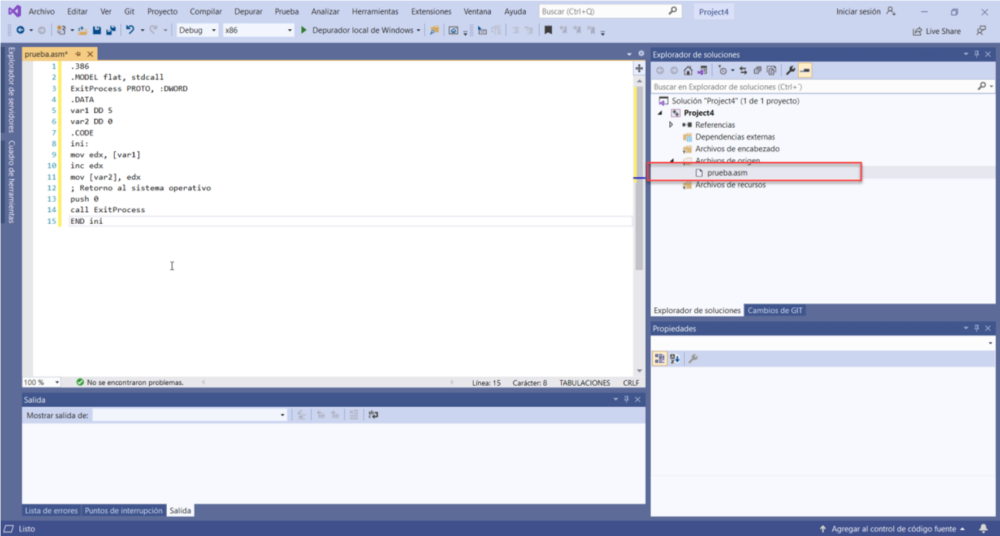 Archivo Editar Ver Git Proyecto Compilar Depurar Prueba Analizar Herramientas Extensiones Ventana Ayuda Buscar (Ctrl+Q) Project4 Iniciar sesión
Debug x86 Depurador local de Windows Live Share
Explorador de servidores
Cuadro de herramientas
prueba.asm*
1 .386
2 .MODEL flat, stdcall
3 ExitProcess PROTO, :DWORD
4 .DATA
5 var1 DD 5
6 var2 DD 0
7 .CODE
8 ini:
9 mov edx, [var1]
10 inc edx
11 mov [var2], edx
12 ; Retorno al sistema operativo
13 push 0
14 call ExitProcess
15 END ini
100 % No se encontraron problemas. Línea: 15 Carácter: 8 TABULACIONES CRLF
Salida
Mostrar salida de:
Lista de errores Puntos de interrupción Salida
Explorador de soluciones
Buscar en Explorador de soluciones (Ctrl+´)
Solución "Project4" (1 de 1 proyecto)
Project4
Referencias
Dependencias externas
Archivos de encabezado
Archivos de origen
prueba.asm
Archivos de recursos
Explorador de soluciones Cambios de GIT
Propiedades
Listo Agregar al control de código fuente